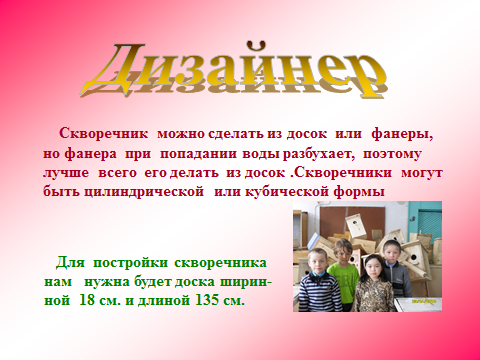 Дизайнер
Скворечник можно сделать из досок или фанеры,
но фанера при попадании воды разбухает, поэтому
лучше всего его делать из досок .Скворечники могут
быть цилиндрической или кубической формы
Для постройки скворечника
нам нужна будет доска ширин-
ной 18 см. и длиной 135 см.